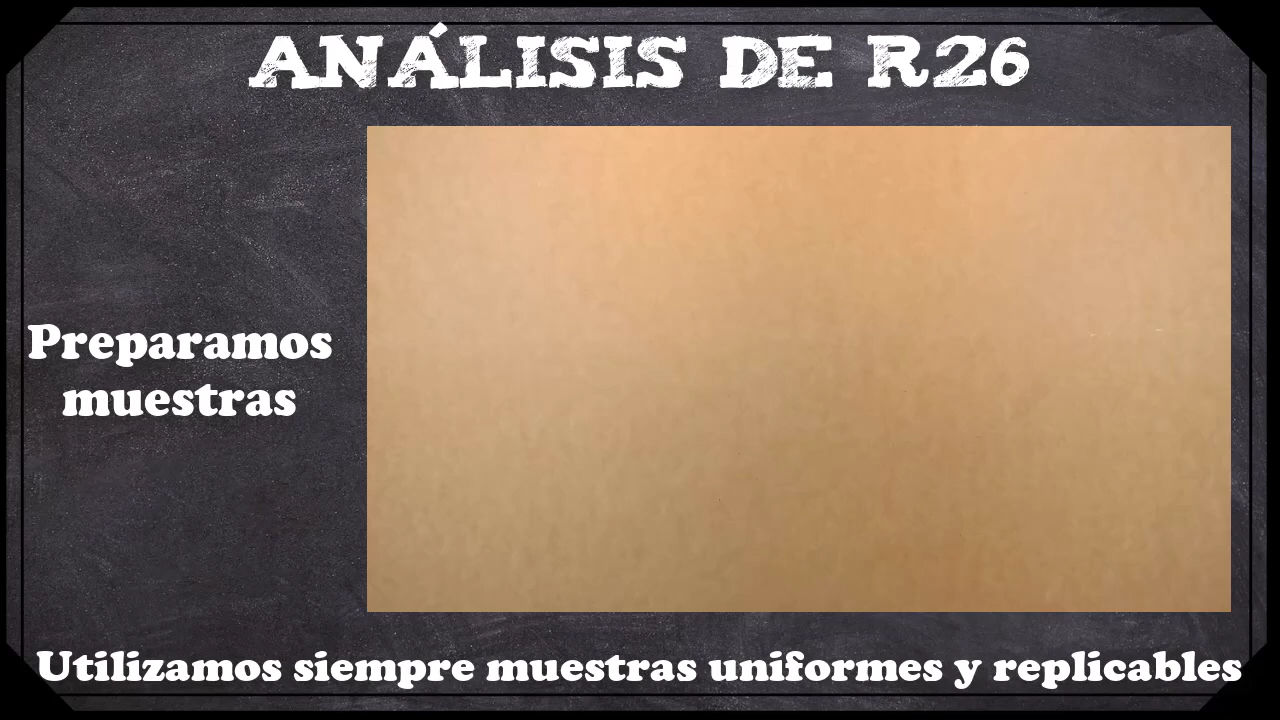 ANÁLISIS DE R26
Preparamos
muestras
Utilizamos siempre muestras uniformes y replicables